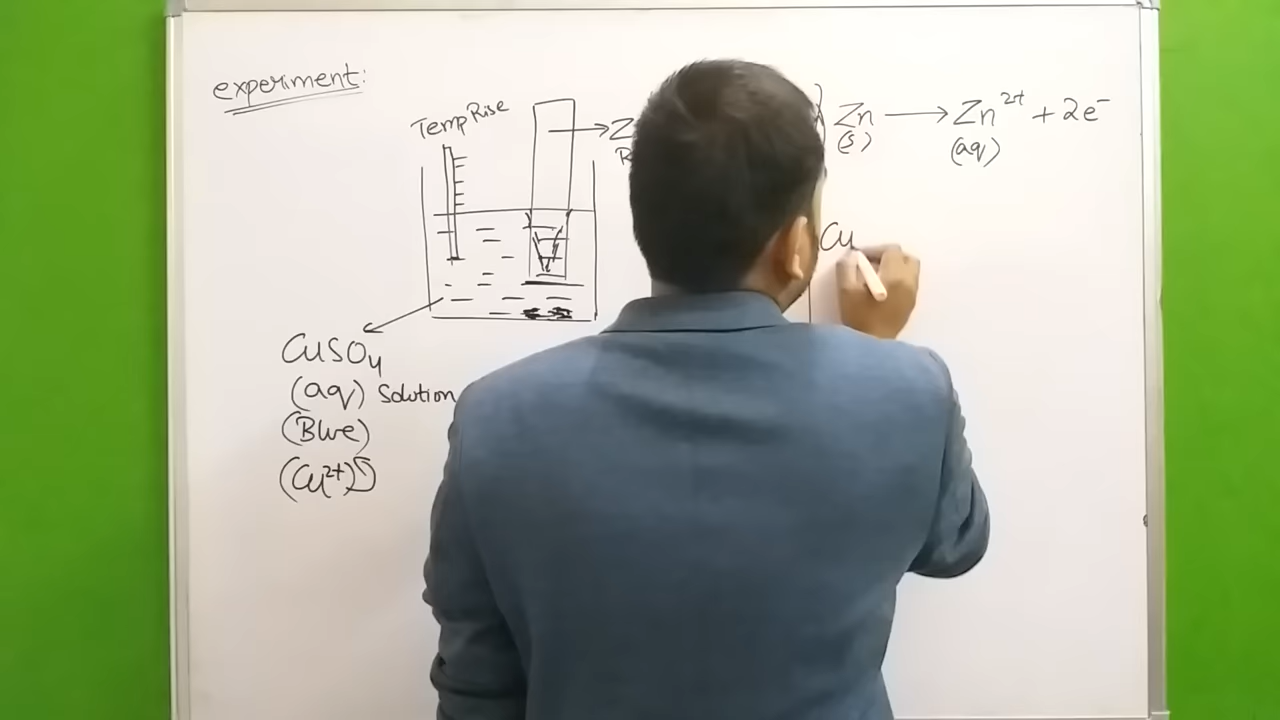 experiment:
Temp Rise
CuSO4
(aq) Solution
(Blue)
(Cu²⁺)
Zn ⟶ Zn²⁺ + 2e⁻
(s) (aq)
Cu